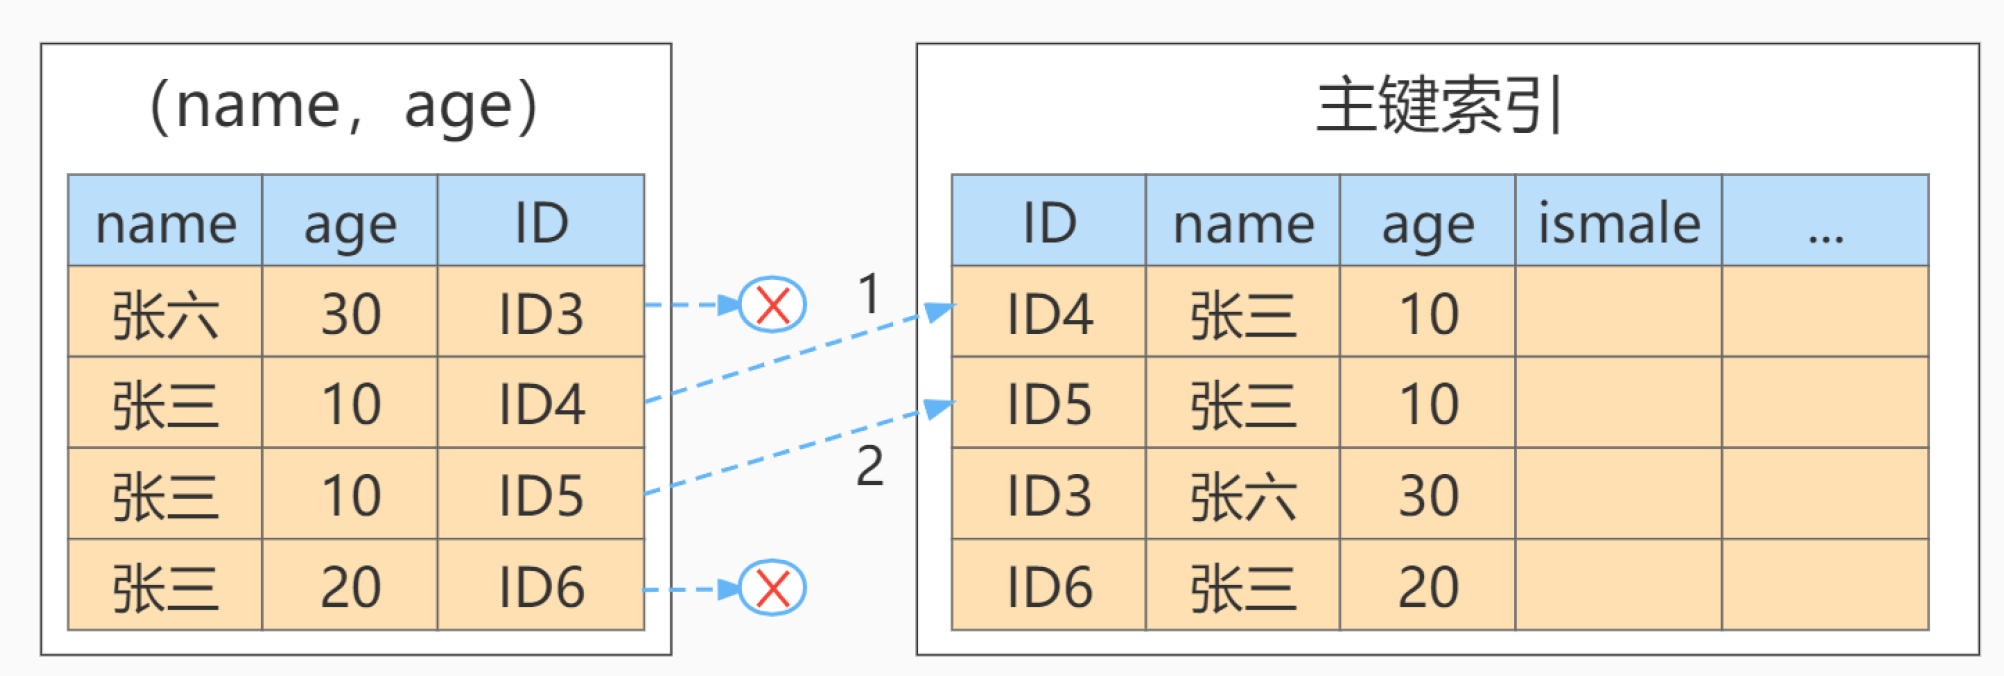 （name，age）
name age ID
张六 30 ID3
张三 10 ID4
张三 10 ID5
张三 20 ID6
1
2
主键索引
ID name age ismale ...
ID4 张三 10
ID5 张三 10
ID3 张六 30
ID6 张三 20